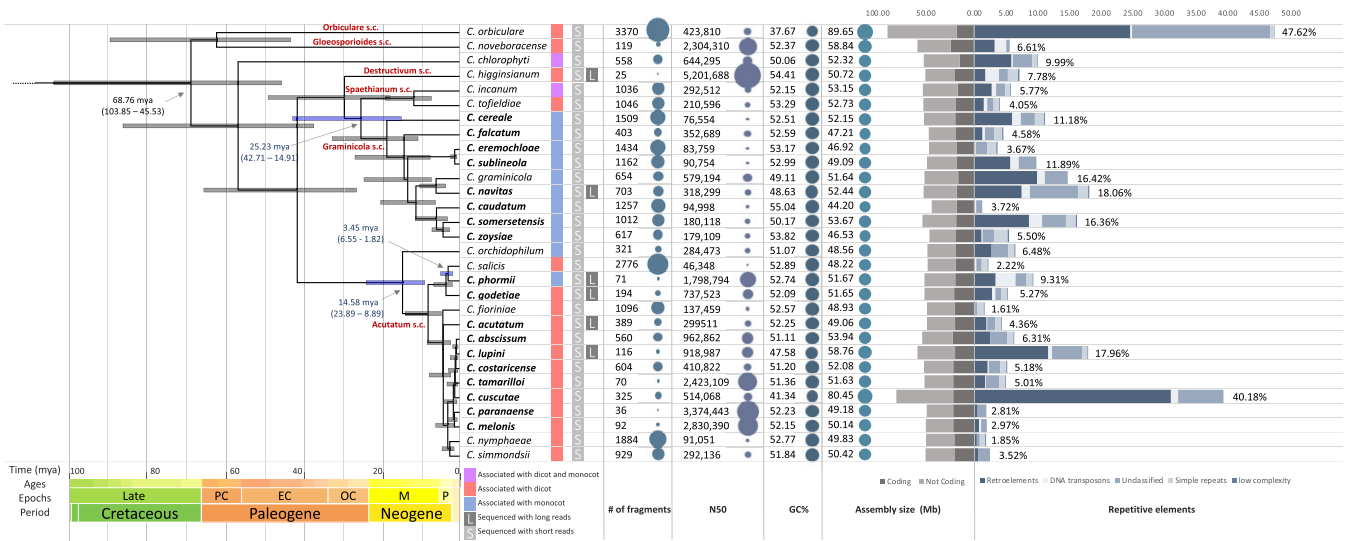 100.00 50.00 0.00 5.00 10.00 15.00 20.00 25.00 30.00 35.00 40.00 45.00 50.00
Orbiculare s.c.
C. orbiculare S 3370 423,810 37.67 89.65 47.62%
Gloeosporioides s.c.
C. noveboracense S 119 2,304,310 52.37 58.84 6.61%
C. chlorophyti S 558 644,295 50.06 52.32 9.99%
Destructivum s.c.
C. higginsianum S L 25 5,201,688 54.41 50.72 7.78%
Spaethianum s.c.
C. incanum S 1036 292,512 52.15 53.15 5.77%
C. tofieldiae S 1046 210,596 53.29 52.73 4.05%
68.76 mya
(103.85 – 45.53)
C. cereale S 1509 76,554 52.51 52.15 11.18%
C. falcatum S 403 352,689 52.59 47.21 4.58%
25.23 mya
(42.71 – 14.91)
Graminicola s.c.
C. eremochloae S 1434 83,759 53.17 46.92 3.67%
C. sublineola S 1162 90,754 52.99 49.09 11.89%
C. graminicola S 654 579,194 49.11 51.64 16.42%
C. navitas S L 703 318,299 48.63 52.44 18.06%
C. caudatum S 1257 94,998 55.04 44.20 3.72%
C. somersetensis S 1012 180,118 50.17 53.67 16.36%
3.45 mya
(6.55 - 1.82)
C. zoysiae S 617 179,109 53.82 46.53 5.50%
C. orchidophilum S 321 284,473 51.07 48.56 6.48%
C. salicis S 2776 46,348 52.89 48.22 2.22%
C. phormii S L 71 1,798,794 52.74 51.67 9.31%
C. godetiae S L 194 737,523 52.09 51.65 5.27%
14.58 mya
(23.89 – 8.89)
C. fioriniae S 1096 137,459 52.57 48.93 1.61%
Acutatum s.c.
C. acutatum S L 389 299511 52.25 49.06 4.36%
C. abscissum S 560 962,862 51.11 53.94 6.31%
C. lupini S L 116 918,987 47.58 58.76 17.96%
C. costaricense S 604 410,822 51.20 52.08 5.18%
C. tamarilloi S 70 2,423,109 51.36 51.63 5.01%
C. cuscutae S 325 514,068 41.34 80.45 40.18%
C. paranaense S 36 3,374,443 52.23 49.18 2.81%
C. melonis S 92 2,830,390 52.15 50.14 2.97%
C. nymphaeae S 1884 91,051 52.77 49.83 1.85%
C. simmondsii S 929 292,136 51.84 50.42 3.52%
Time (mya) 100 80 60 40 20 0
Ages
Epochs Late PC EC OC M P
Period Cretaceous Paleogene Neogene
Associated with dicot and monocot
Associated with dicot
Associated with monocot
L Sequenced with long reads
S Sequenced with short reads
Coding Not Coding Retroelements DNA transposons Unclassified Simple repeats low complexity
# of fragments N50 GC% Assembly size (Mb) Repetitive elements